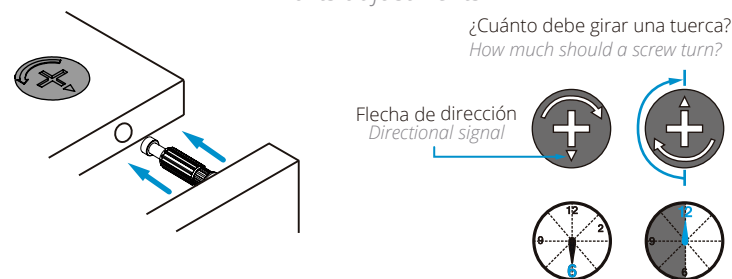 ¿Cuánto debe girar una tuerca?
How much should a screw turn?
Flecha de dirección
Directional signal
12
2
9
6
12
9
6